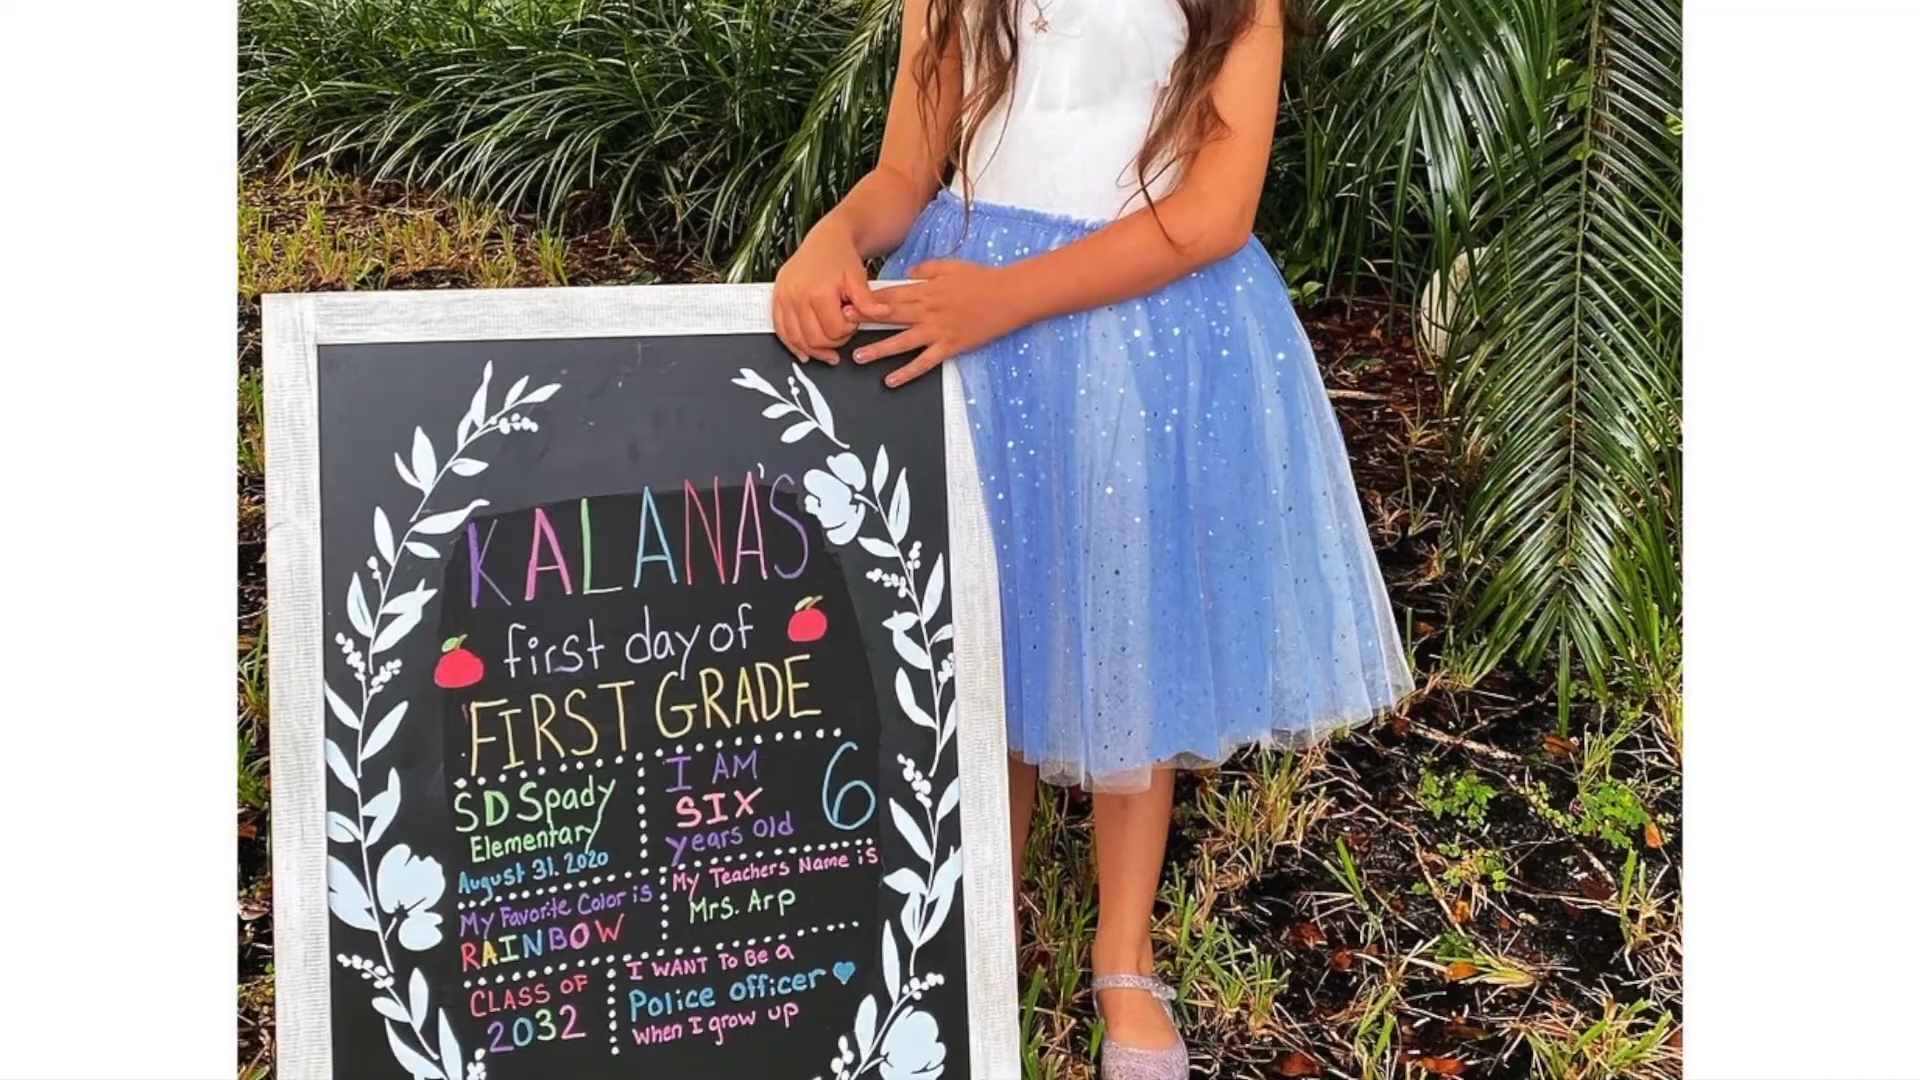 KALANA'S
first day of
FIRST GRADE
SD Spady
Elementary
August 31. 2020
I AM
SIX
years old
6
My Favorite Color is
RAINBOW
My Teachers Name is
Mrs. Arp
CLASS OF
2032
I WANT To Be a
Police officer
When I grow up